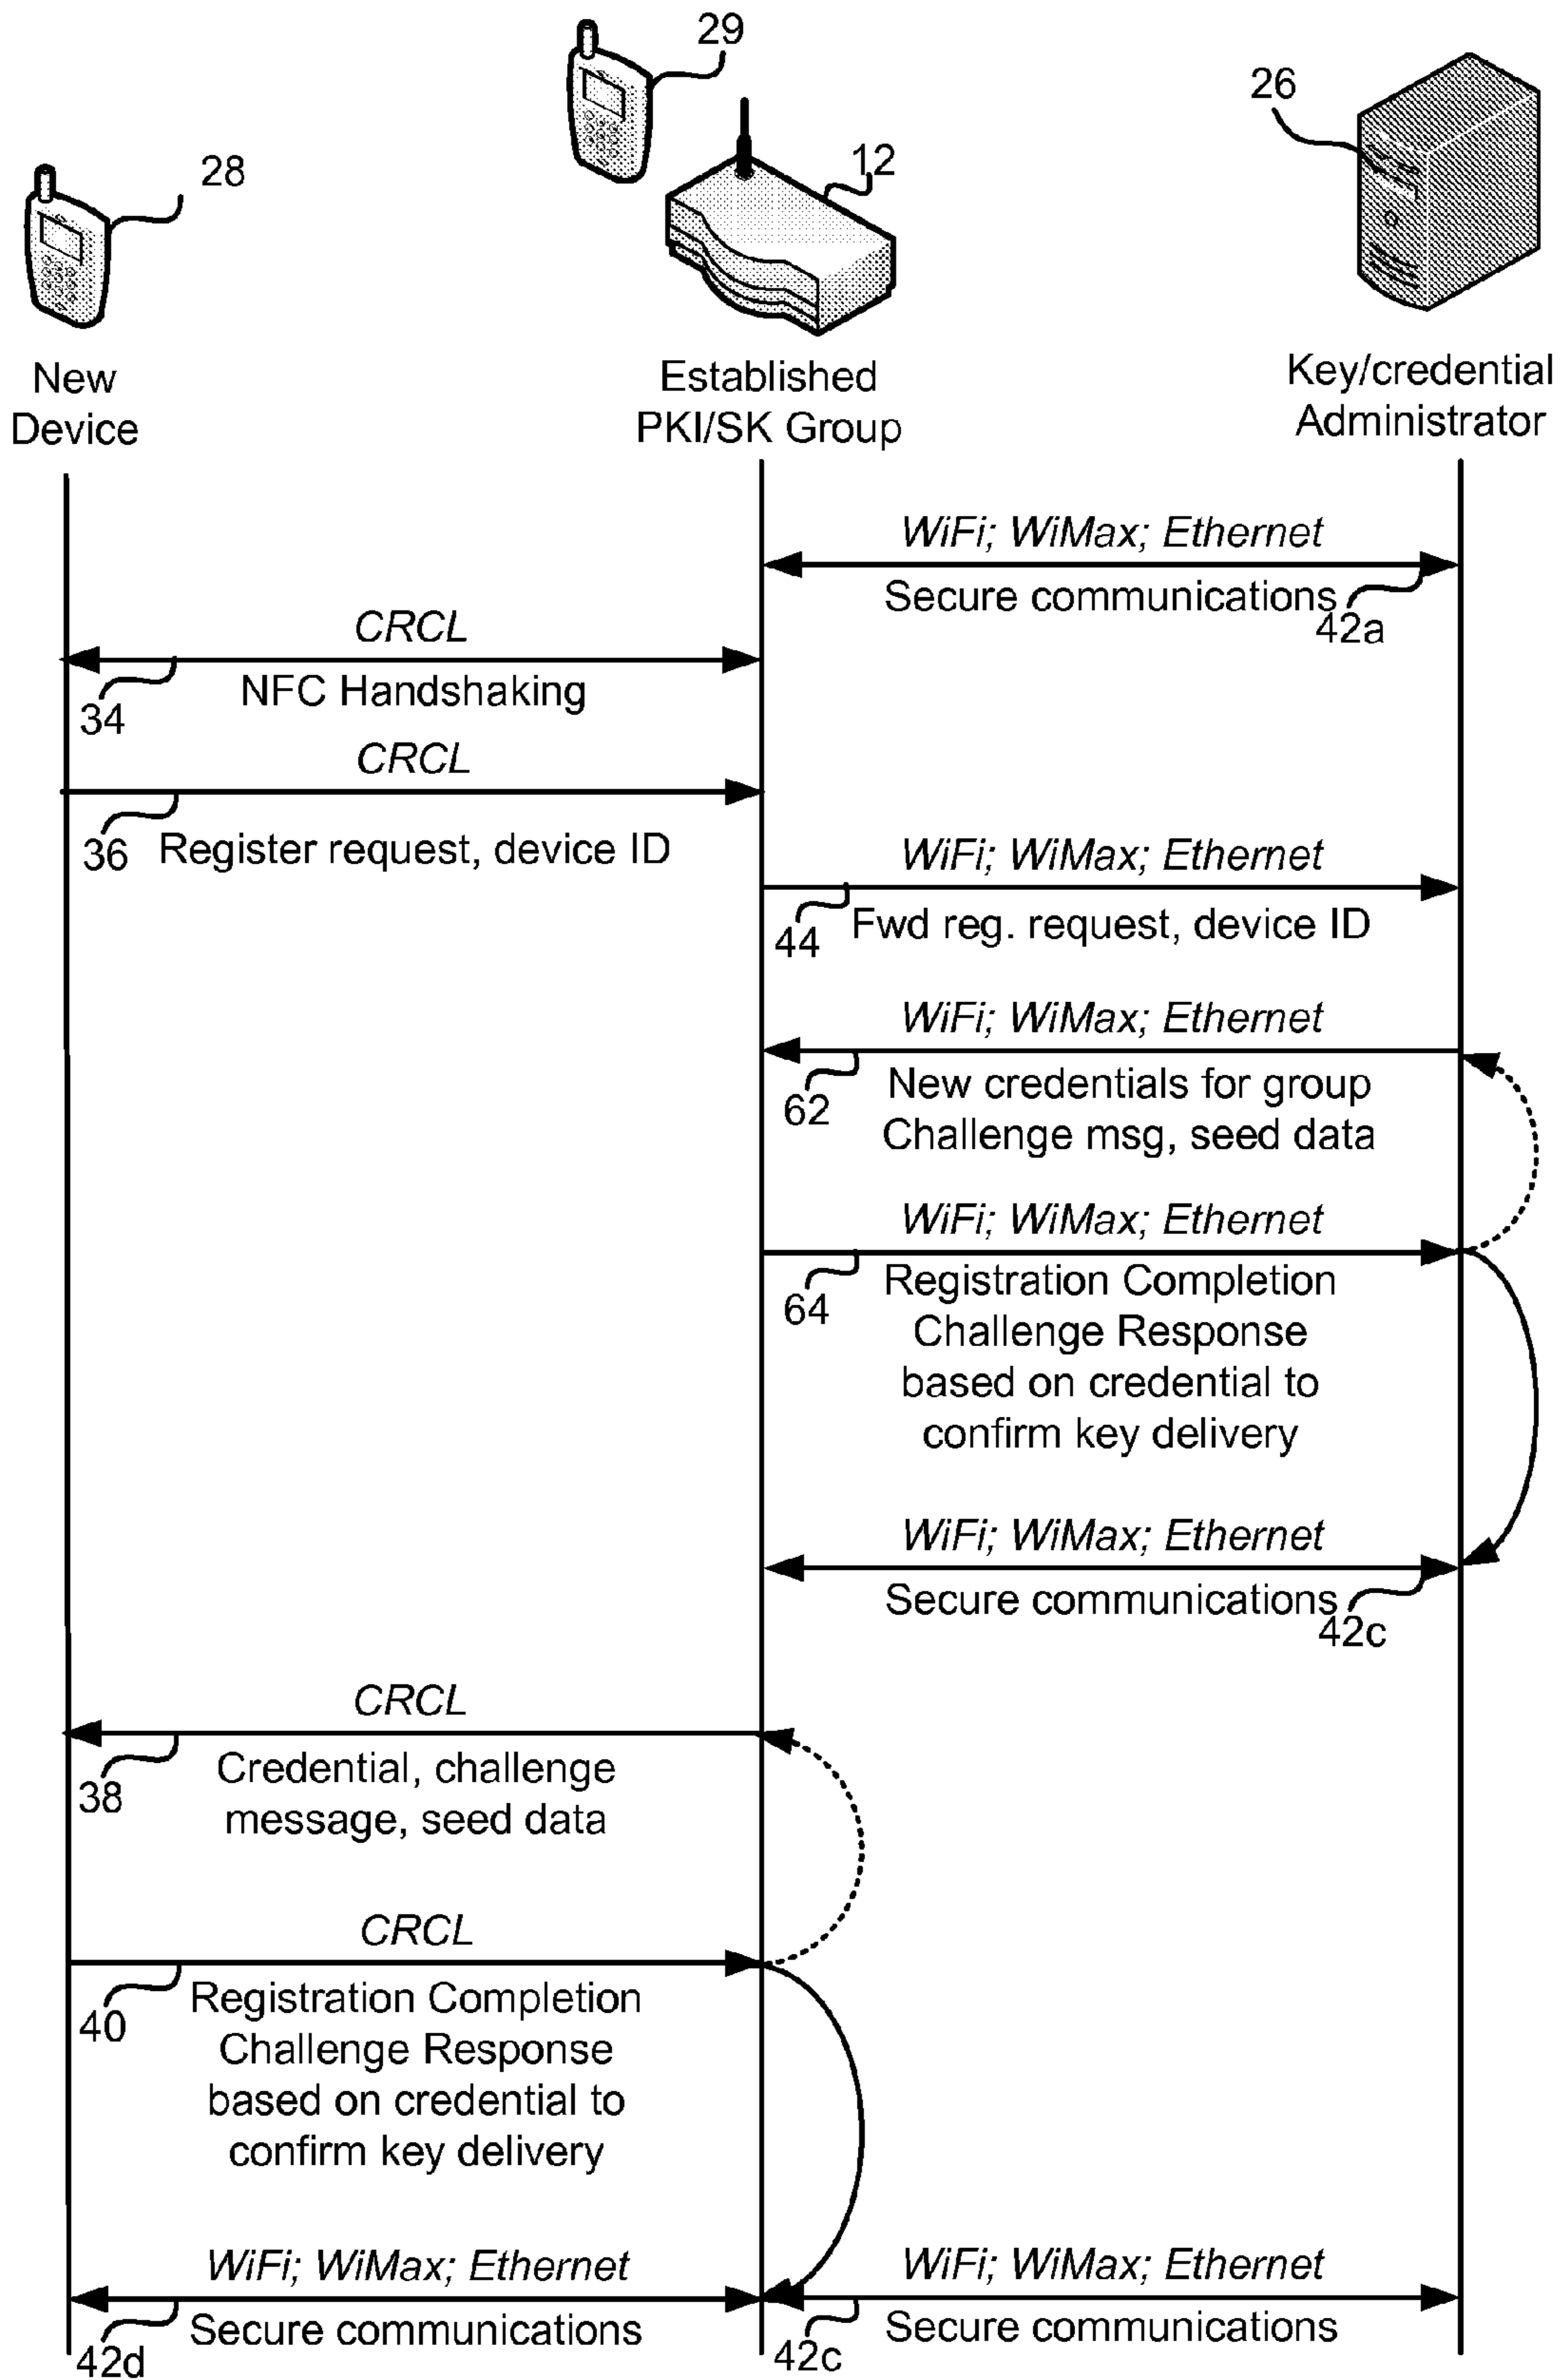 29
26
12
28
New
Device
Established
PKI/SK Group
Key/credential
Administrator
WiFi; WiMax; Ethernet
Secure communications
42a
CRCL
NFC Handshaking
34
CRCL
36
Register request, device ID
WiFi; WiMax; Ethernet
44
Fwd reg. request, device ID
WiFi; WiMax; Ethernet
62
New credentials for group
Challenge msg, seed data
WiFi; WiMax; Ethernet
64
Registration Completion
Challenge Response
based on credential to
confirm key delivery
WiFi; WiMax; Ethernet
Secure communications
42c
CRCL
38
Credential, challenge
message, seed data
CRCL
40
Registration Completion
Challenge Response
based on credential to
confirm key delivery
WiFi; WiMax; Ethernet
Secure communications
42d
WiFi; WiMax; Ethernet
Secure communications
42c